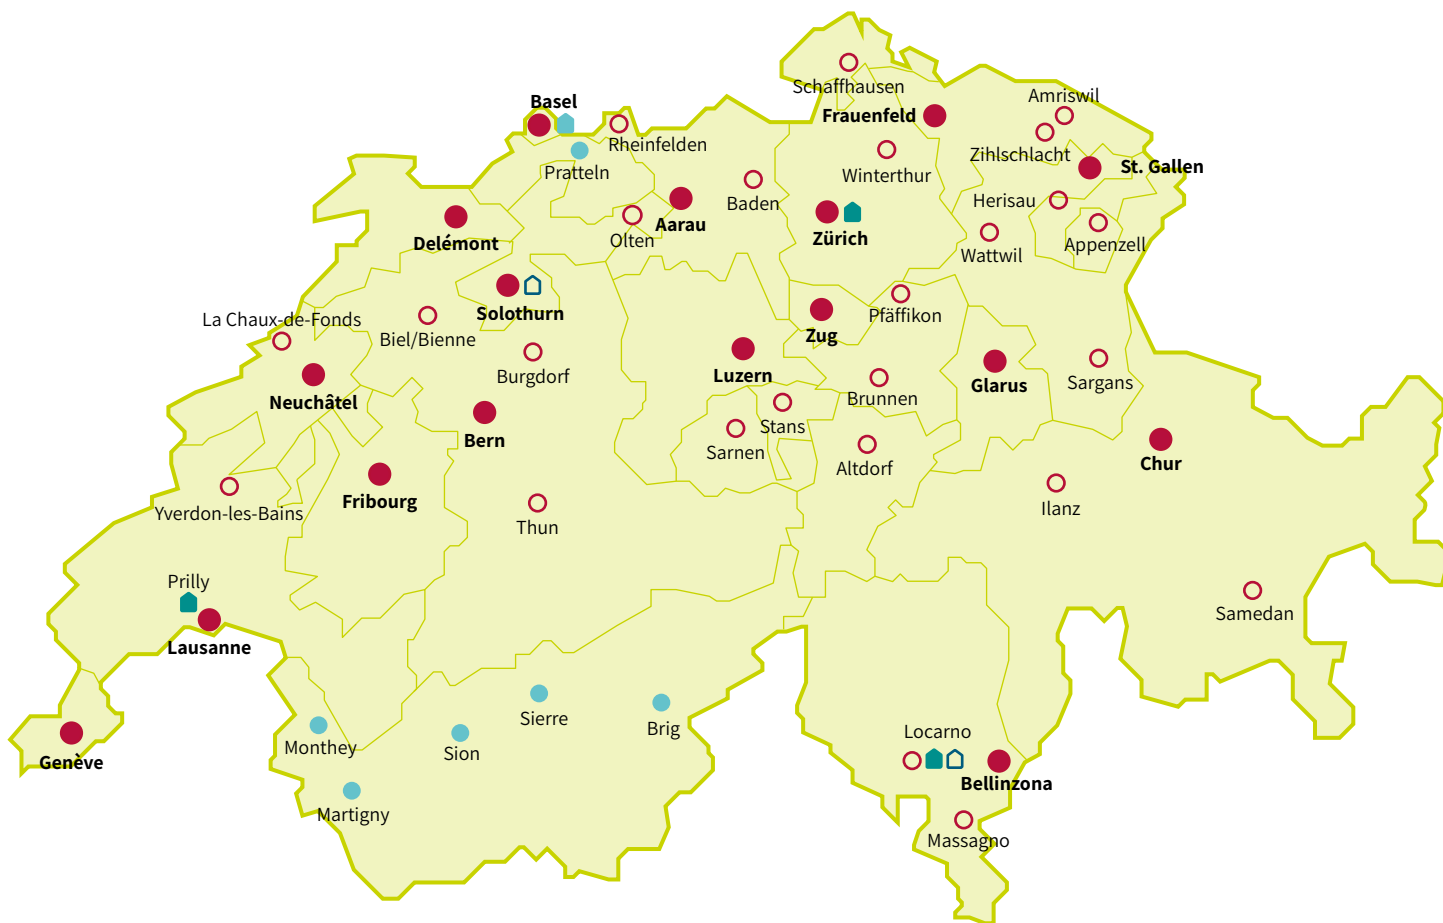 Schaffhausen
Amriswil
Basel
Frauenfeld
Rheinfelden
Zihlschlacht
St. Gallen
Pratteln
Winterthur
Baden
Herisau
Aarau
Olten
Zürich
Delémont
Appenzell
Wattwil
Solothurn
Pfäffikon
La Chaux-de-Fonds
Biel/Bienne
Zug
Burgdorf
Luzern
Glarus
Sargans
Neuchâtel
Brunnen
Stans
Bern
Sarnen
Altdorf
Chur
Fribourg
Ilanz
Yverdon-les-Bains
Thun
Prilly
Samedan
Lausanne
Sierre
Brig
Locarno
Monthey
Sion
Genève
Bellinzona
Martigny
Massagno